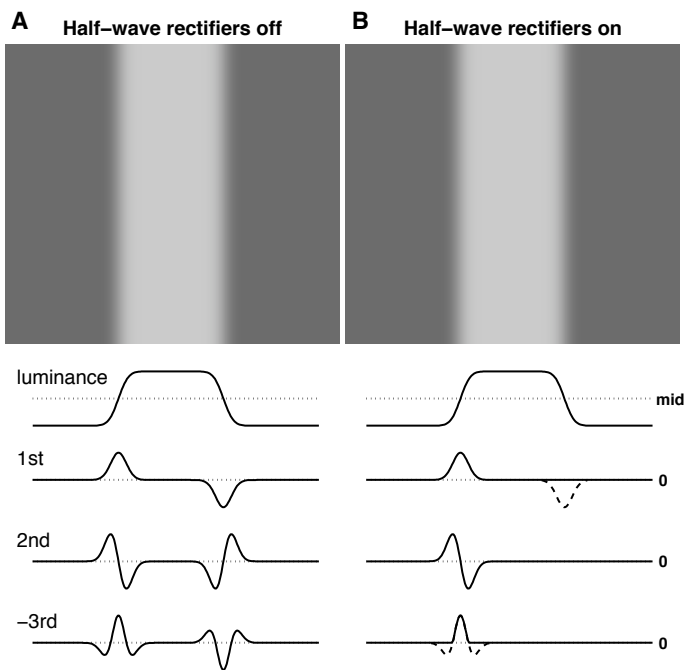 A Half−wave rectifiers off
B Half−wave rectifiers on
luminance
mid
1st
0
2nd
0
−3rd
0